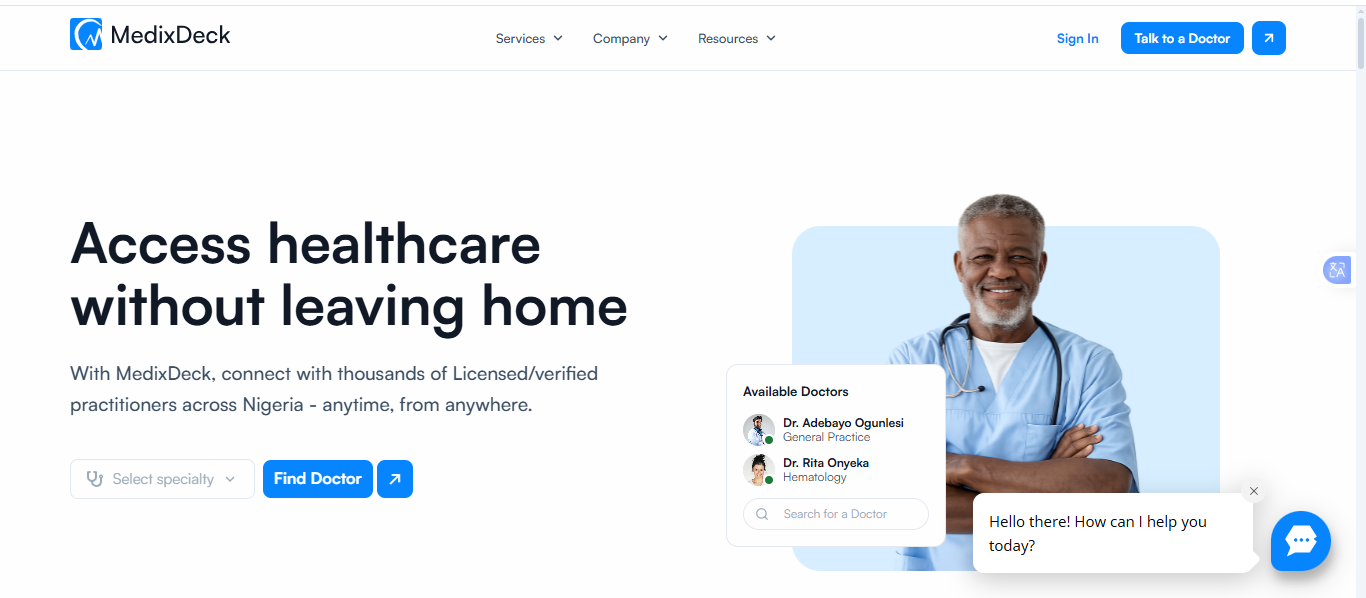 MedixDeck
Services
Company
Resources
Sign In
Talk to a Doctor
Access healthcare
without leaving home
With MedixDeck, connect with thousands of Licensed/verified
practitioners across Nigeria - anytime, from anywhere.
Select specialty
Find Doctor
Available Doctors
Dr. Adebayo Ogunlesi
General Practice
Dr. Rita Onyeka
Hematology
Search for a Doctor
Hello there! How can I help you
today?